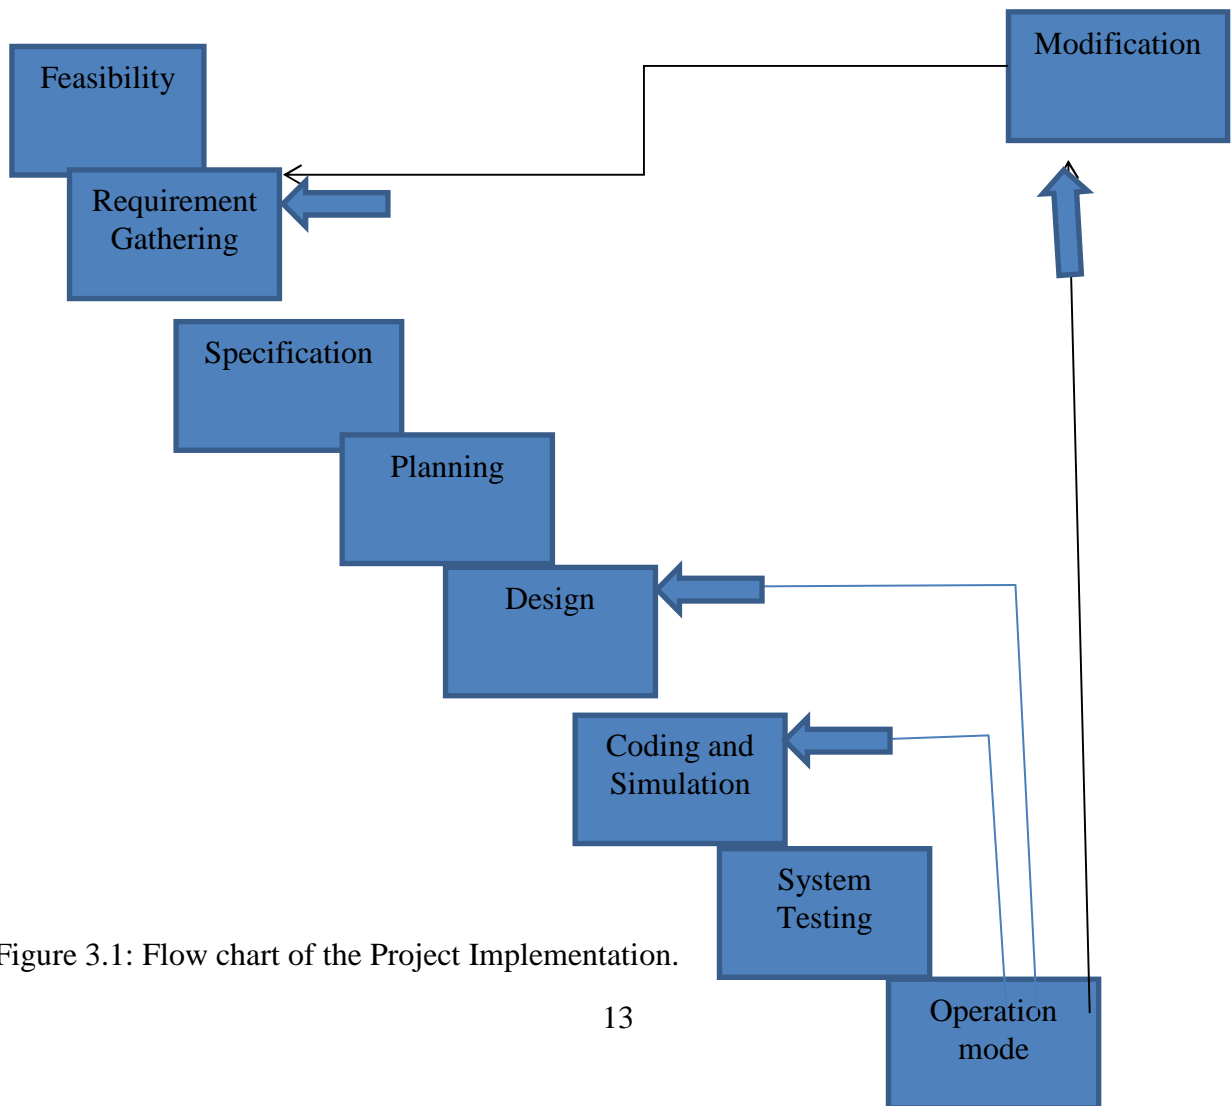 Modification
Feasibility
Requirement
Gathering
Specification
Planning
Design
Coding and
Simulation
System
Testing
Figure 3.1: Flow chart of the Project Implementation.
13
Operation
mode